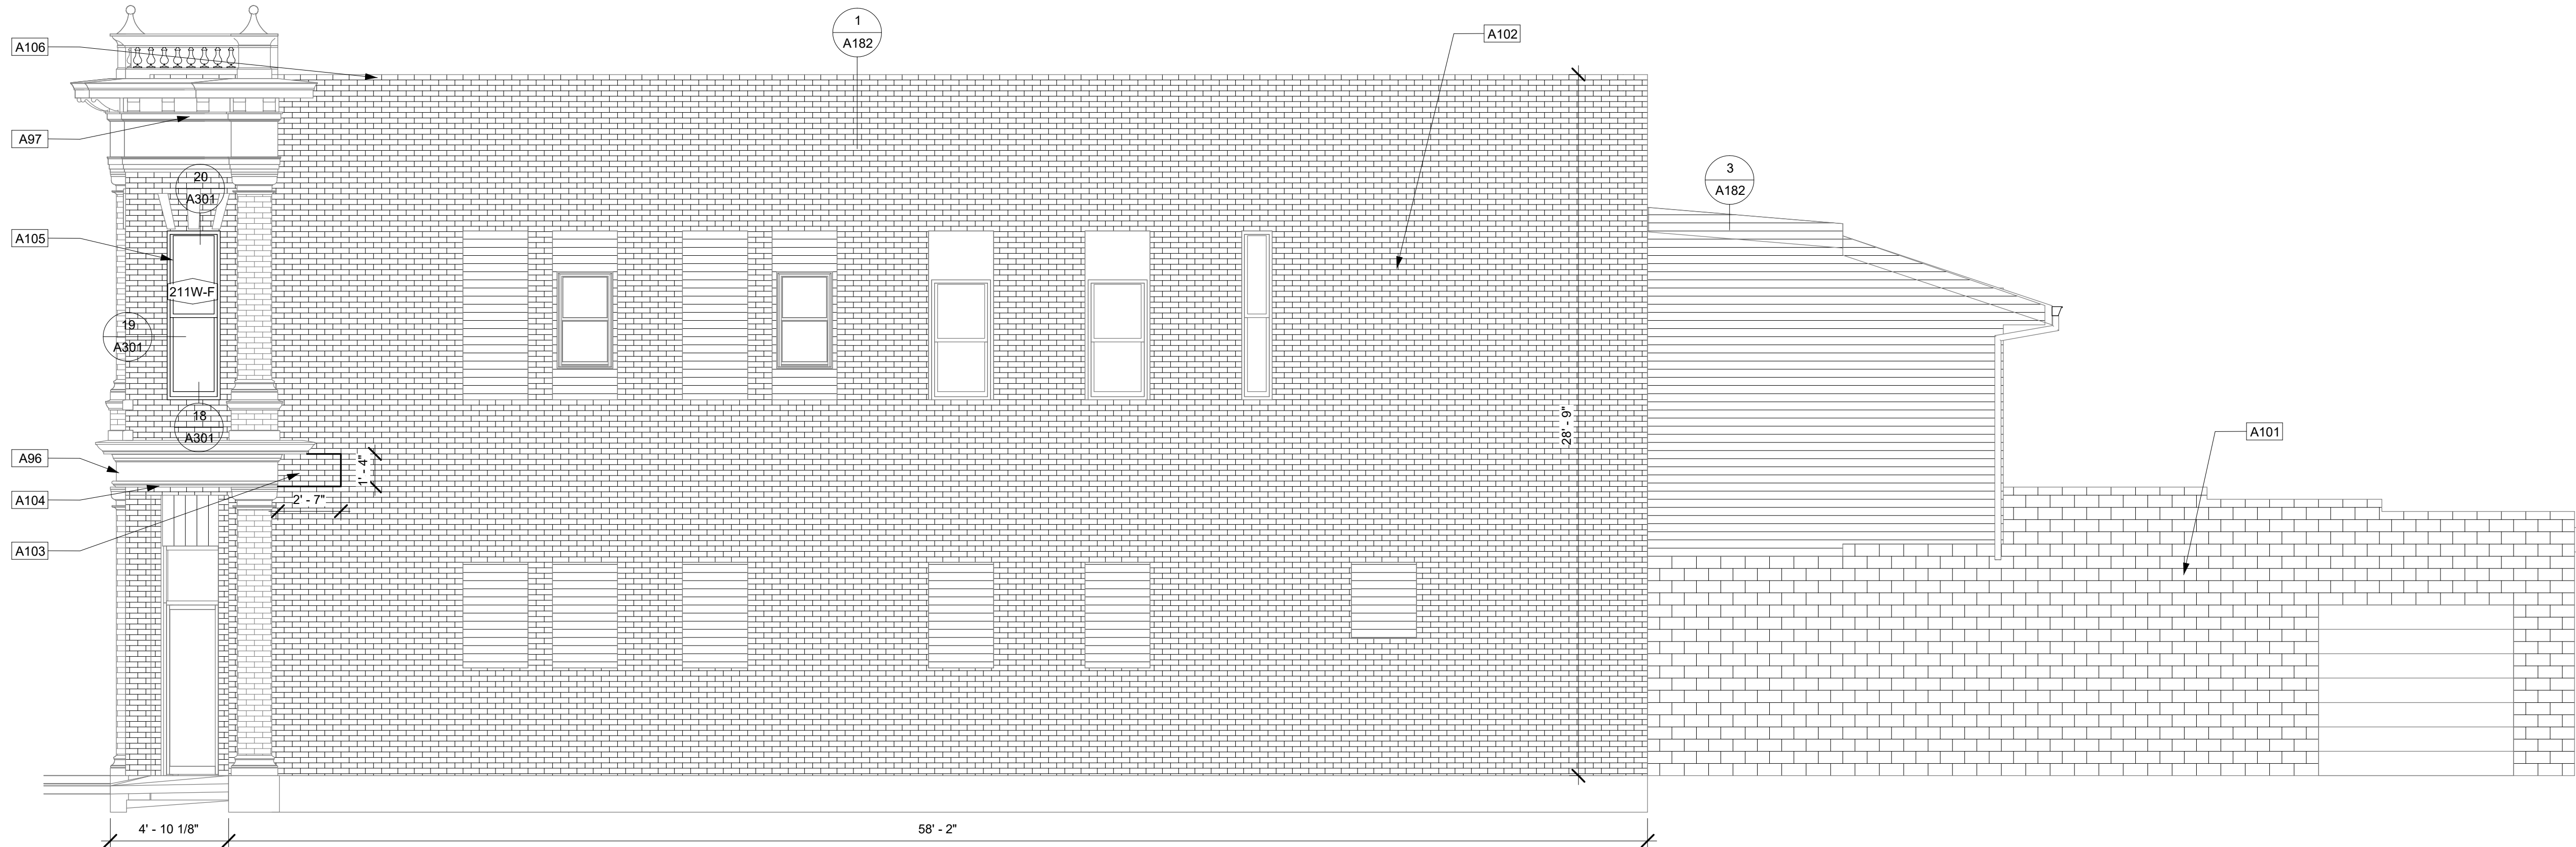 A106
1
A182
A102
A97
3
A182
20
A301
A105
211W-F
19
A301
18
A301
28' - 9"
A101
A96
1' - 4"
A104
2' - 7"
A103
4' - 10 1/8"
58' - 2"